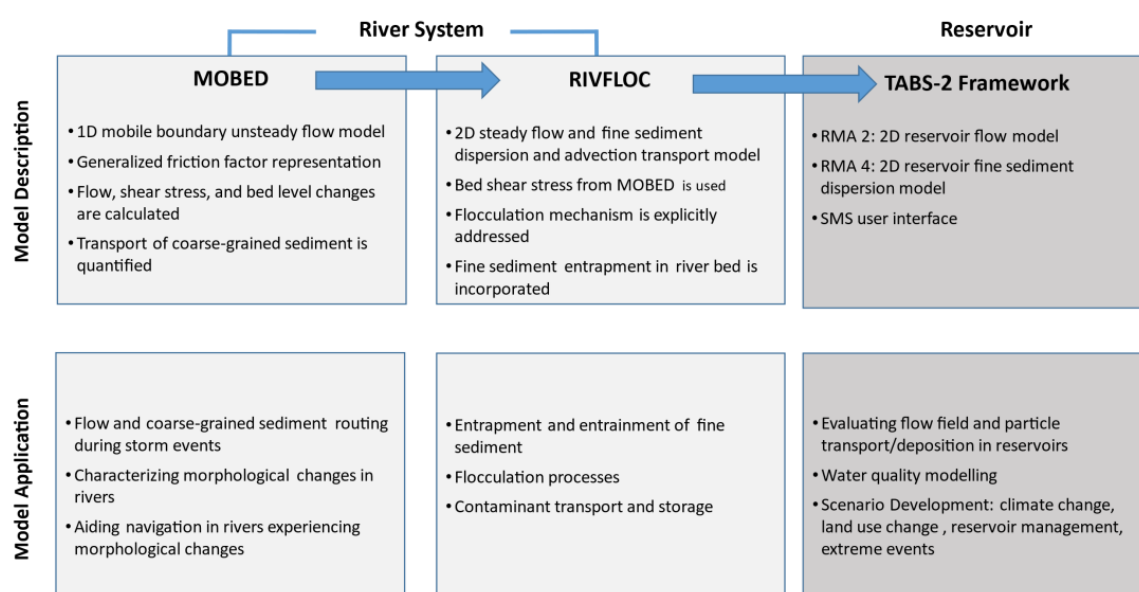 River System
Reservoir
Model Description
MOBED
• 1D mobile boundary unsteady flow model
• Generalized friction factor representation
• Flow, shear stress, and bed level changes
are calculated
• Transport of coarse-grained sediment is
quantified
RIVFLOC
• 2D steady flow and fine sediment
dispersion and advection transport model
• Bed shear stress from MOBED is used
• Flocculation mechanism is explicitly
addressed
• Fine sediment entrapment in river bed is
incorporated
TABS-2 Framework
• RMA 2: 2D reservoir flow model
• RMA 4: 2D reservoir fine sediment
dispersion model
• SMS user interface
Model Application
• Flow and coarse-grained sediment routing
during storm events
• Characterizing morphological changes in
rivers
• Aiding navigation in rivers experiencing
morphological changes
• Entrapment and entrainment of fine
sediment
• Flocculation processes
• Contaminant transport and storage
• Evaluating flow field and particle
transport/deposition in reservoirs
• Water quality modelling
• Scenario Development: climate change,
land use change , reservoir management,
extreme events